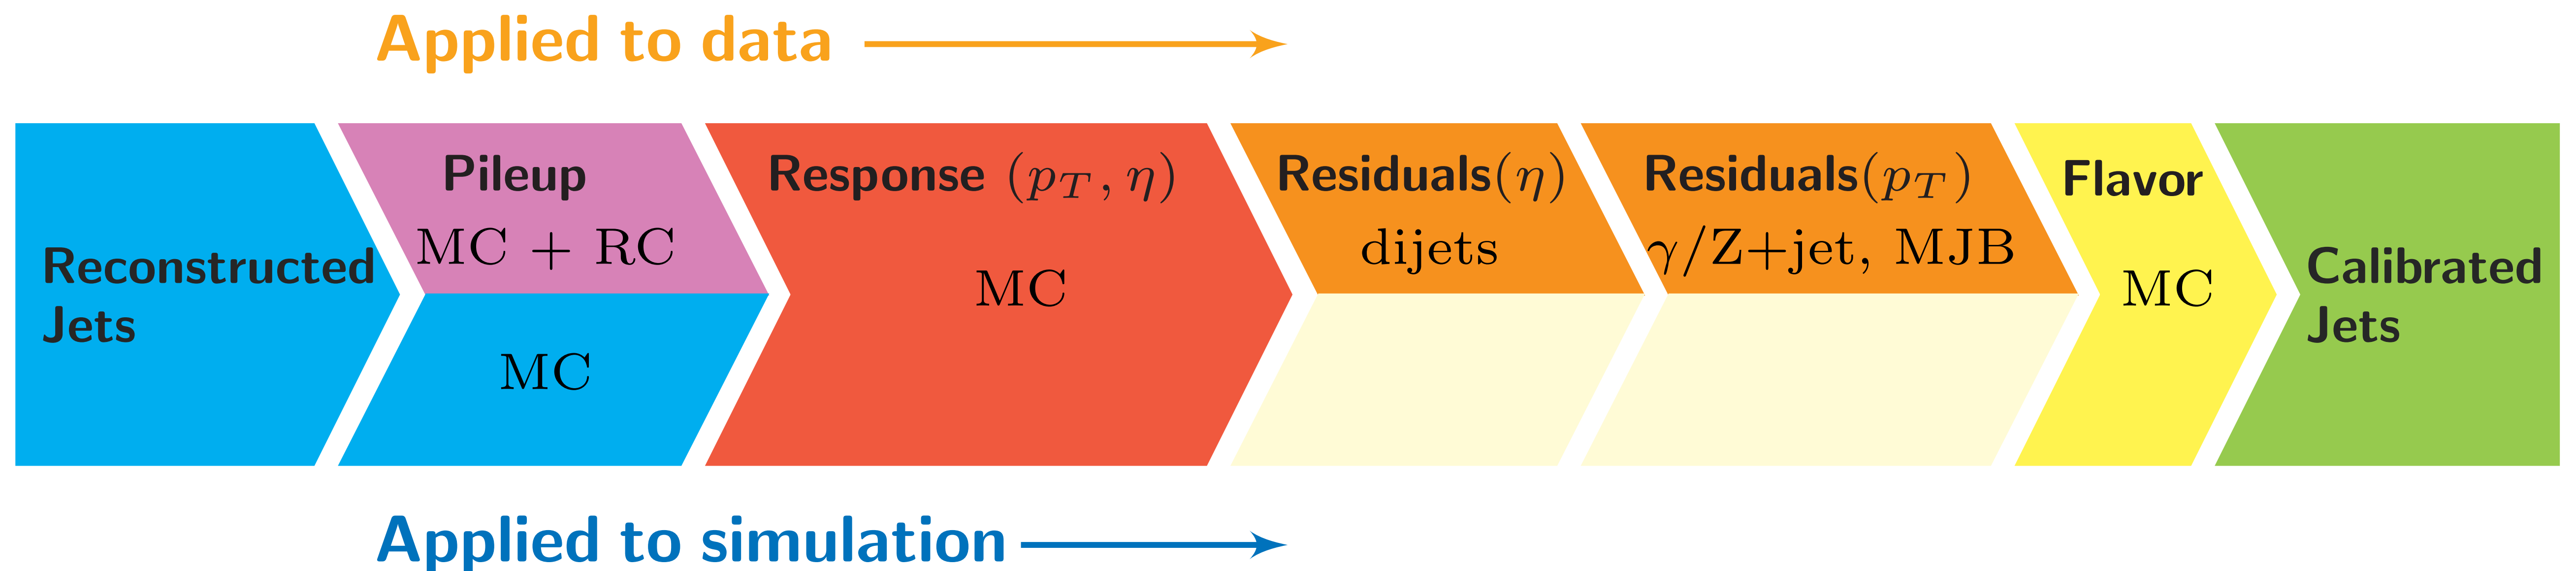 Applied to data
Reconstructed
Jets
Pileup
MC + RC
MC
Response (p_T, η)
MC
Residuals(η)
dijets
Residuals(p_T)
γ/Z+jet, MJB
Flavor
MC
Calibrated
Jets
Applied to simulation